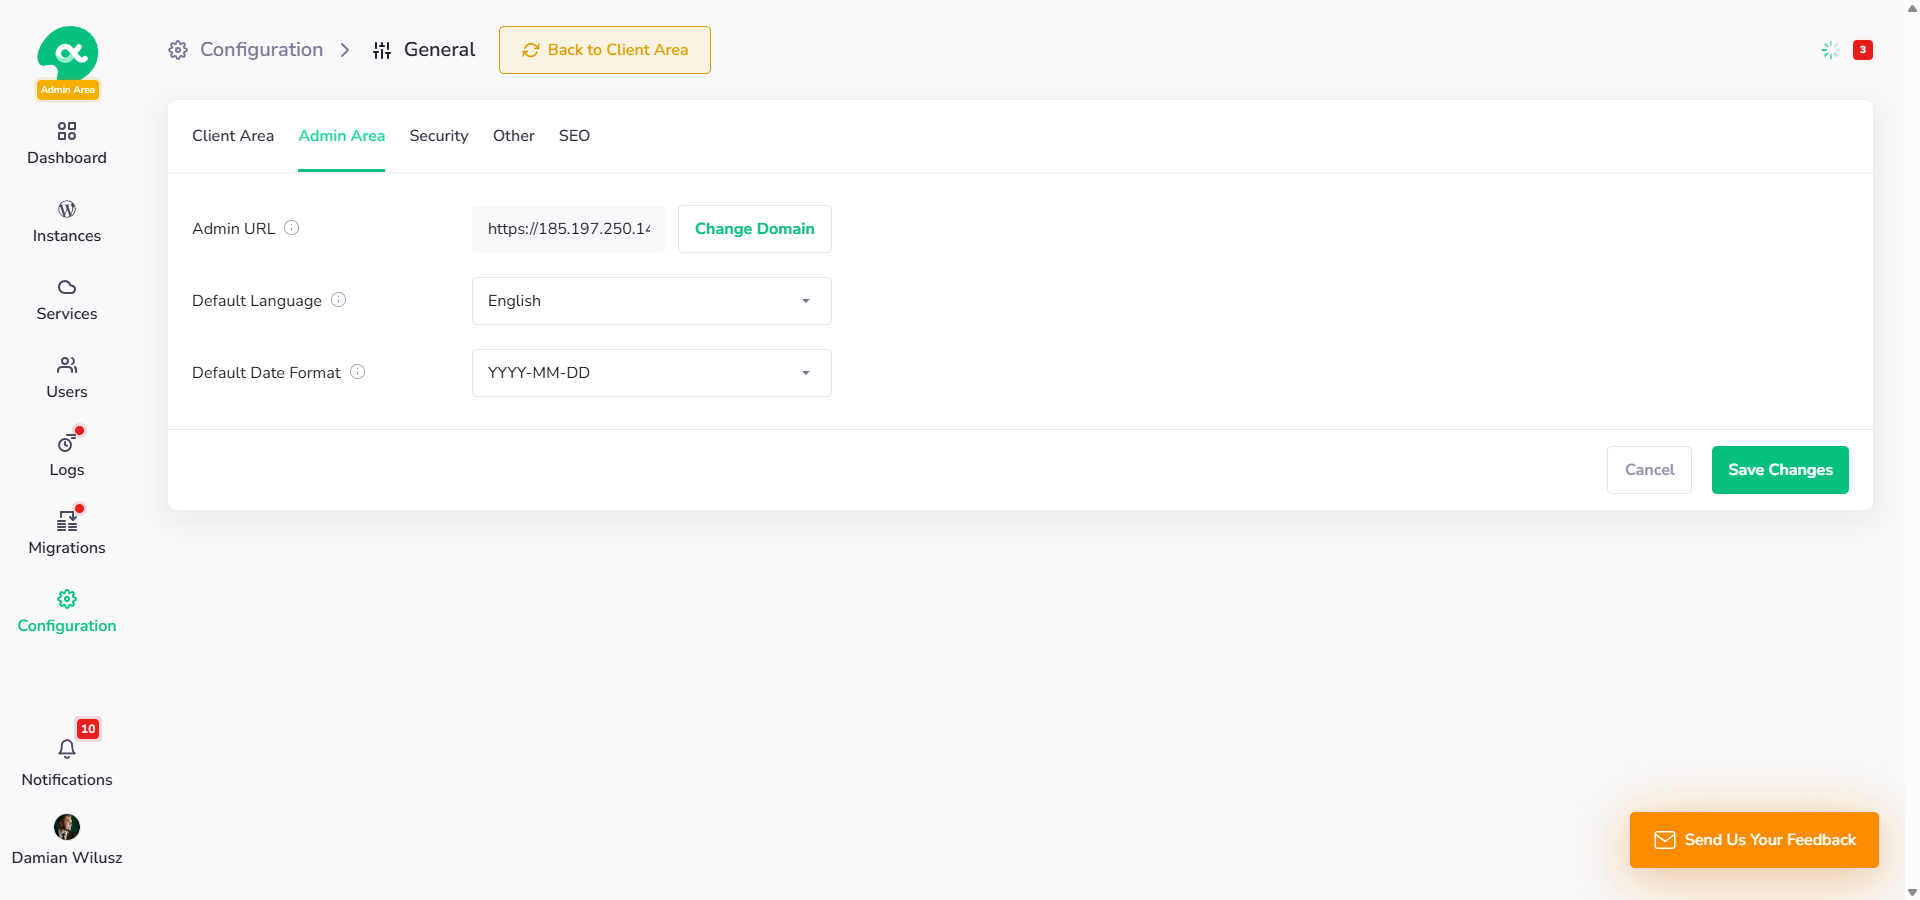 Admin Area
Dashboard
Instances
Services
Users
Logs
Migrations
Configuration
10
Notifications
Damian Wilusz
Configuration
General
Back to Client Area
3
Client Area
Admin Area
Security
Other
SEO
Admin URL
https://185.197.250.14
Change Domain
Default Language
English
Default Date Format
YYYY-MM-DD
Cancel
Save Changes
Send Us Your Feedback